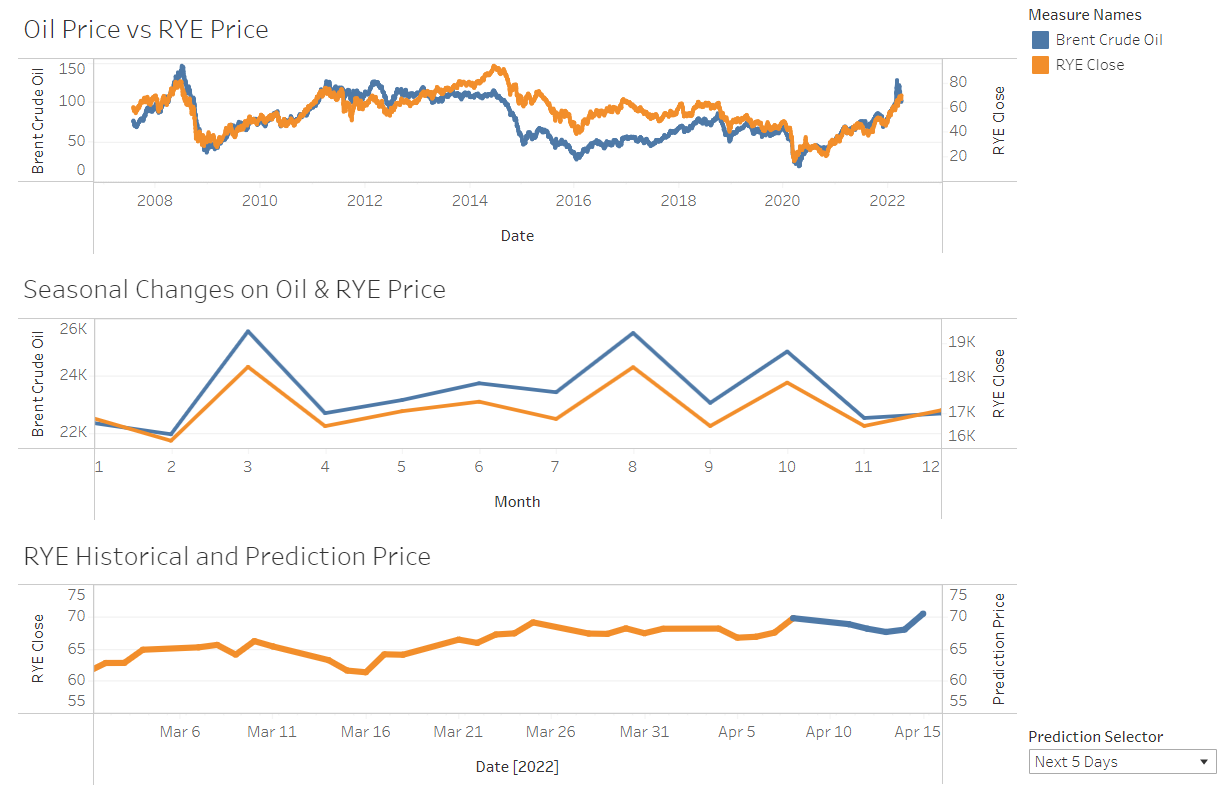 Oil Price vs RYE Price
Measure Names
Brent Crude Oil
RYE Close
Brent Crude Oil
150
100
50
0
80
60
40
20
RYE Close
2008 2010 2012 2014 2016 2018 2020 2022
Date
Seasonal Changes on Oil & RYE Price
Brent Crude Oil
26K
24K
22K
19K
18K
17K
16K
RYE Close
1 2 3 4 5 6 7 8 9 10 11 12
Month
RYE Historical and Prediction Price
RYE Close
75
70
65
60
55
75
70
65
60
55
Prediction Price
Mar 6 Mar 11 Mar 16 Mar 21 Mar 26 Mar 31 Apr 5 Apr 10 Apr 15
Date [2022]
Prediction Selector
Next 5 Days